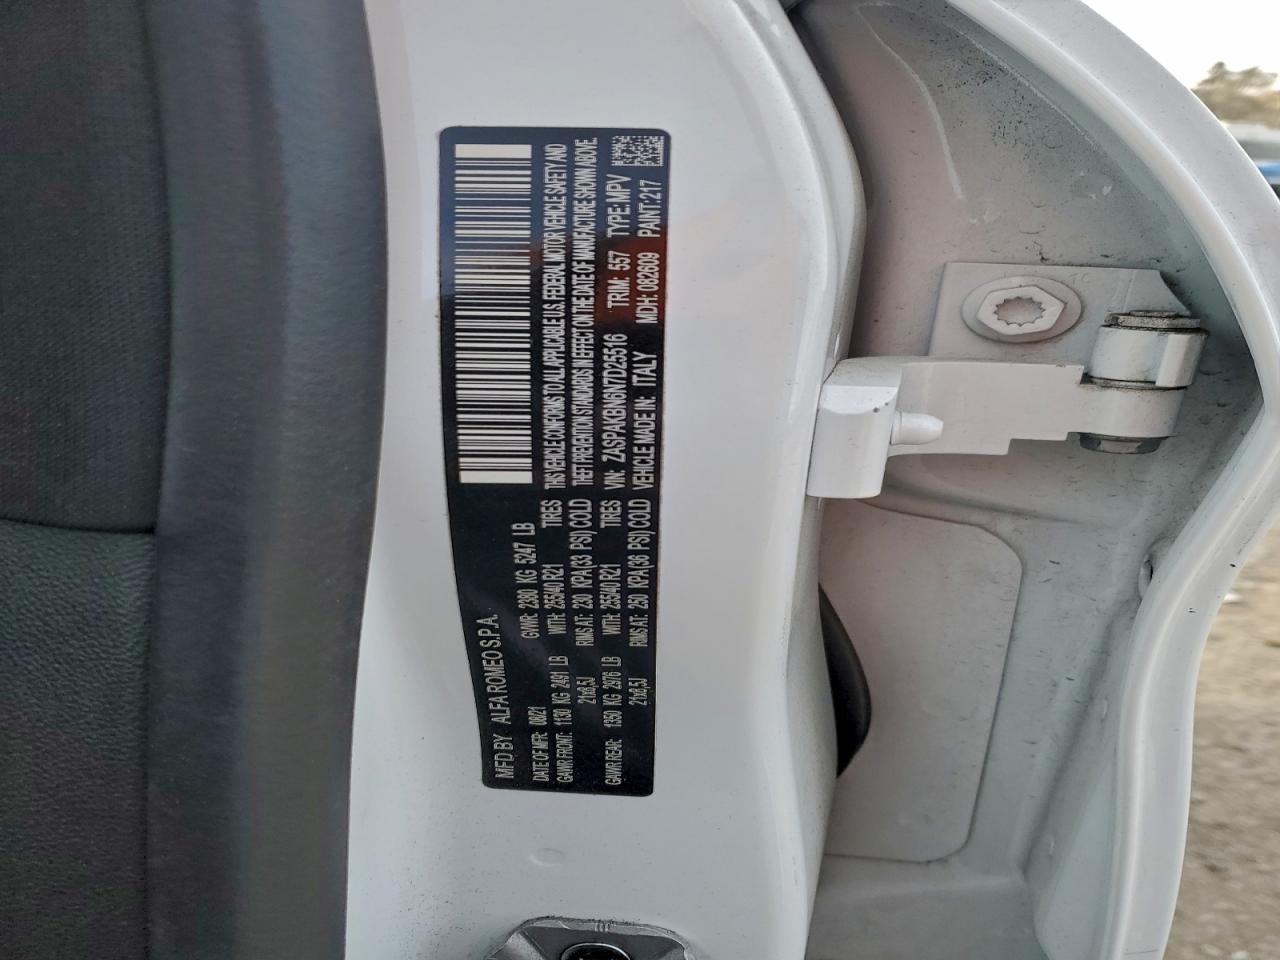 MFD BY ALFA ROMEO S.P.A.
DATE OF MFR: 08/21 GVWR: 2380 KG 5247 LB
GAWR FRONT: 1130 KG 2491 LB WITH: 255/40 R21 TIRES
21x8,5J RIMS AT: 230 KPA(33 PSI) COLD
GAWR REAR: 1350 KG 2976 LB WITH: 255/40 R21 TIRES
21x8,5J RIMS AT: 250 KPA(36 PSI) COLD
THIS VEHICLE CONFORMS TO ALL APPLICABLE U.S. FEDERAL MOTOR VEHICLE SAFETY AND
THEFT PREVENTION STANDARDS IN EFFECT ON THE DATE OF MANUFACTURE SHOWN ABOVE.
VIN: ZASPAKBN6N7D25516 TRIM: 557 TYPE: MPV
VEHICLE MADE IN: ITALY MDH: 082609 PAINT: 217